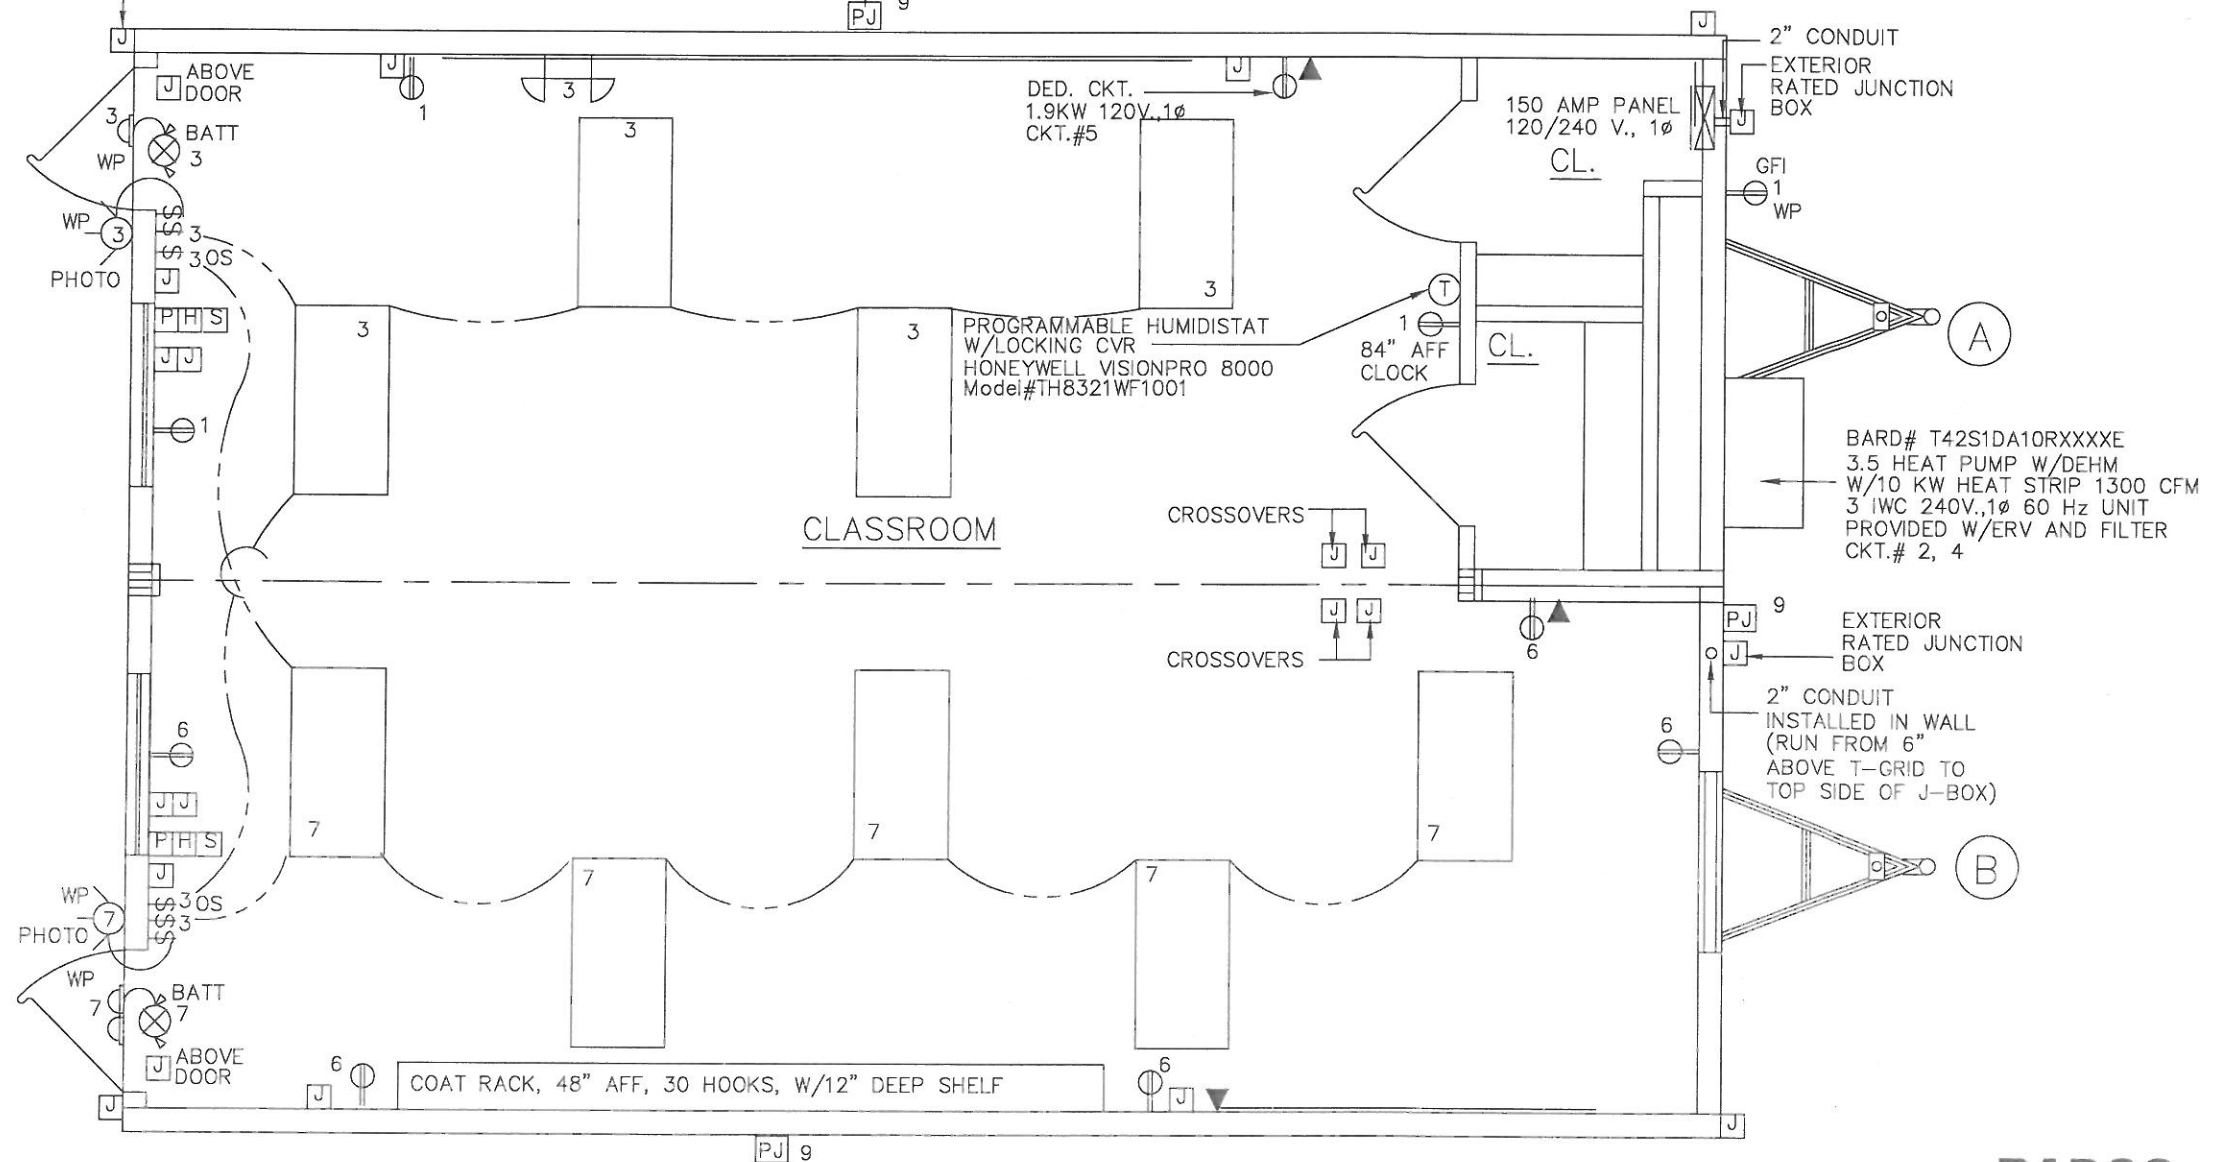 PJ 9
J
J
2" CONDUIT
EXTERIOR
RATED JUNCTION
BOX
J
J ABOVE
DOOR
J
1
3
J
DED. CKT.
1.9KW 120V.,1ø
CKT.#5
150 AMP PANEL
120/240 V., 1ø
CL.
J
GFI
1
WP
3
WP
BATT
3
3
3
WP
3
PHOTO
S
S 3
S 3OS
J
P H S
J J
1
3
3
3
T
PROGRAMMABLE HUMIDISTAT
W/LOCKING CVR
HONEYWELL VISIONPRO 8000
Model#TH8321WF1001
1
84" AFF
CLOCK
CL.
A
BARD# T42S1DA10RXXXXE
3.5 HEAT PUMP W/DEHM
W/10 KW HEAT STRIP 1300 CFM
3 IWC 240V.,1ø 60 Hz UNIT
PROVIDED W/ERV AND FILTER
CKT.# 2, 4
CLASSROOM
CROSSOVERS
J J
J J
CROSSOVERS
6
PJ 9
J
EXTERIOR
RATED JUNCTION
BOX
2" CONDUIT
INSTALLED IN WALL
(RUN FROM 6"
ABOVE T-GRID TO
TOP SIDE OF J-BOX)
6
6
J J
P H S
J
7
7
7
7
7
B
WP
7
PHOTO
S 3OS
S 3
S
WP
7
BATT
7
J ABOVE
DOOR
J
J
6
COAT RACK, 48" AFF, 30 HOOKS, W/12" DEEP SHELF
6
J
J
PJ 9